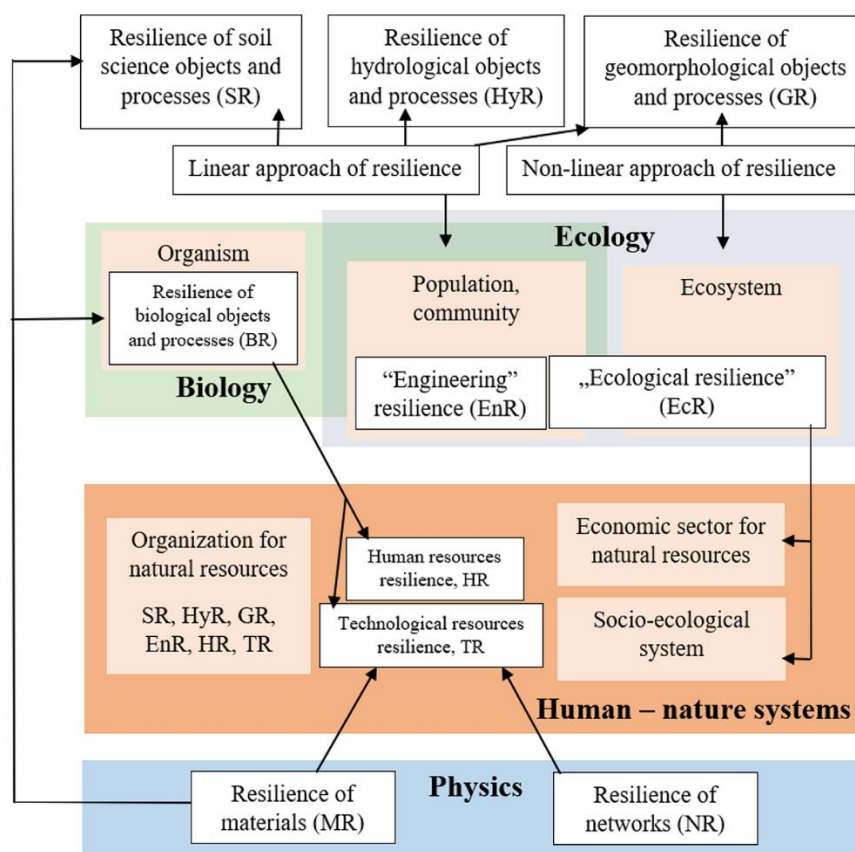 Resilience of soil
science objects and
processes (SR)
Resilience of
hydrological objects
and processes (HyR)
Resilience of
geomorphological objects
and processes (GR)
Linear approach of resilience
Non-linear approach of resilience
Ecology
Organism
Resilience of
biological objects
and processes (BR)
Biology
Population,
community
“Engineering”
resilience (EnR)
Ecosystem
„Ecological resilience”
(EcR)
Organization for
natural resources
SR, HyR, GR,
EnR, HR, TR
Human resources
resilience, HR
Technological resources
resilience, TR
Economic sector for
natural resources
Socio-ecological
system
Human – nature systems
Physics
Resilience of
materials (MR)
Resilience of
networks (NR)